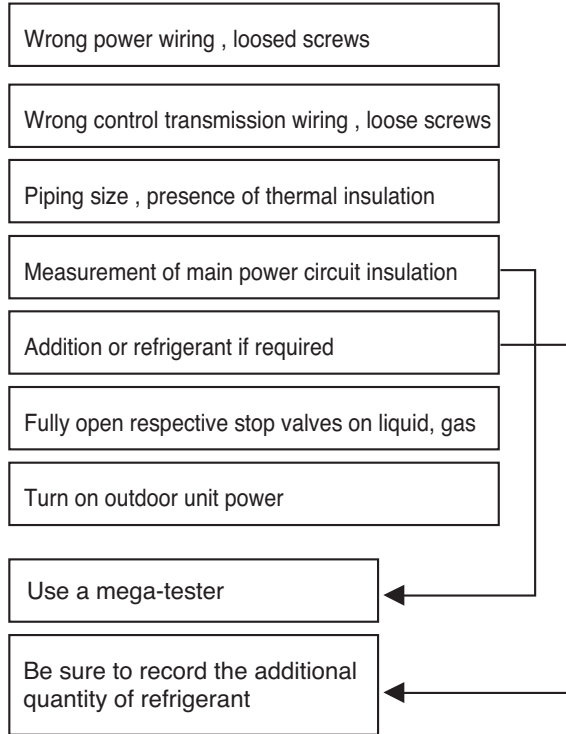 Wrong power wiring , loosed screws
Wrong control transmission wiring , loose screws
Piping size , presence of thermal insulation
Measurement of main power circuit insulation
Addition or refrigerant if required
Fully open respective stop valves on liquid, gas
Turn on outdoor unit power
Use a mega-tester
Be sure to record the additional
quantity of refrigerant